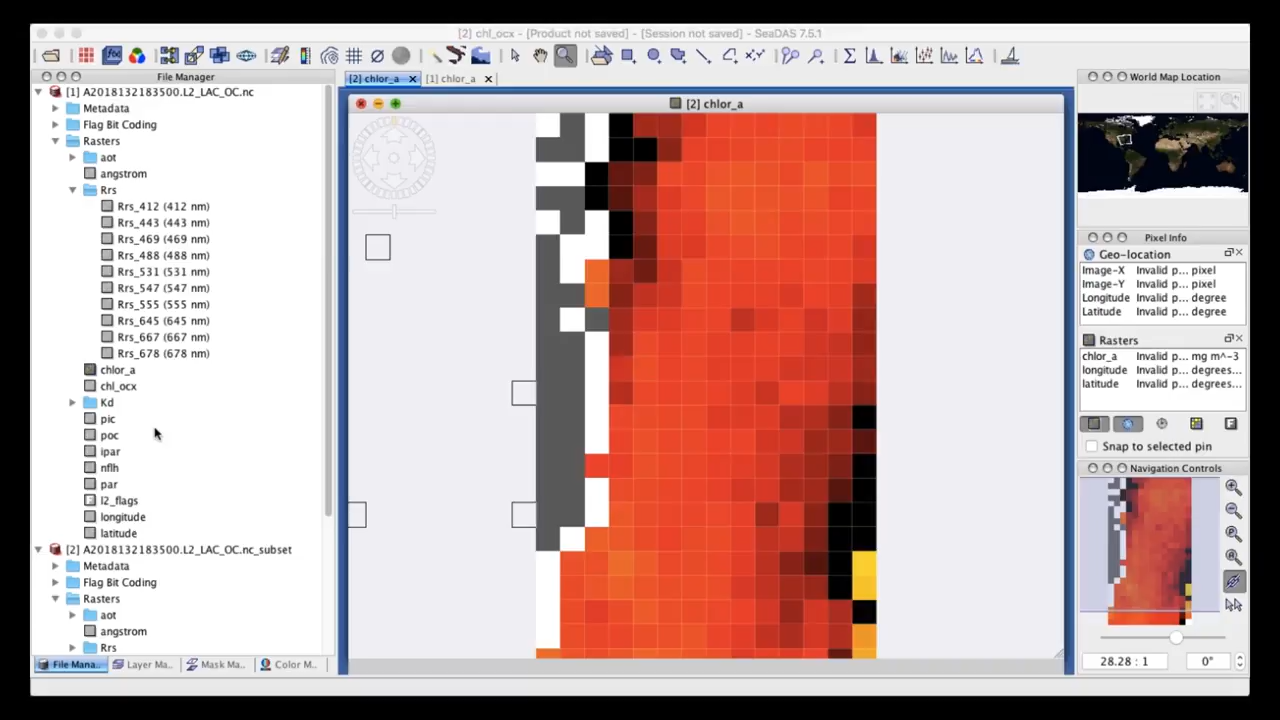 [2] chl_ocx - [Product not saved] - [Session not saved] - SeaDAS 7.5.1
File Manager
[2] chlor_a
[1] chlor_a
World Map Location
[1] A2018132183500.L2_LAC_OC.nc
Metadata
Flag Bit Coding
Rasters
aot
angstrom
Rrs
Rrs_412 (412 nm)
Rrs_443 (443 nm)
Rrs_469 (469 nm)
Rrs_488 (488 nm)
Rrs_531 (531 nm)
Rrs_547 (547 nm)
Rrs_555 (555 nm)
Rrs_645 (645 nm)
Rrs_667 (667 nm)
Rrs_678 (678 nm)
chlor_a
chl_ocx
Kd
pic
poc
ipar
nflh
par
l2_flags
longitude
latitude
[2] A2018132183500.L2_LAC_OC.nc_subset
Metadata
Flag Bit Coding
Rasters
aot
angstrom
Rrs
File Mana...
Layer Ma...
Mask Ma...
Color M...
[2] chlor_a
Pixel Info
Geo-location
Image-X Invalid p... pixel
Image-Y Invalid p... pixel
Longitude Invalid p... degree
Latitude Invalid p... degree
Rasters
chlor_a Invalid p... mg m^-3
longitude Invalid p... degrees...
latitude Invalid p... degrees...
Snap to selected pin
Navigation Controls
28.28 : 1
0°